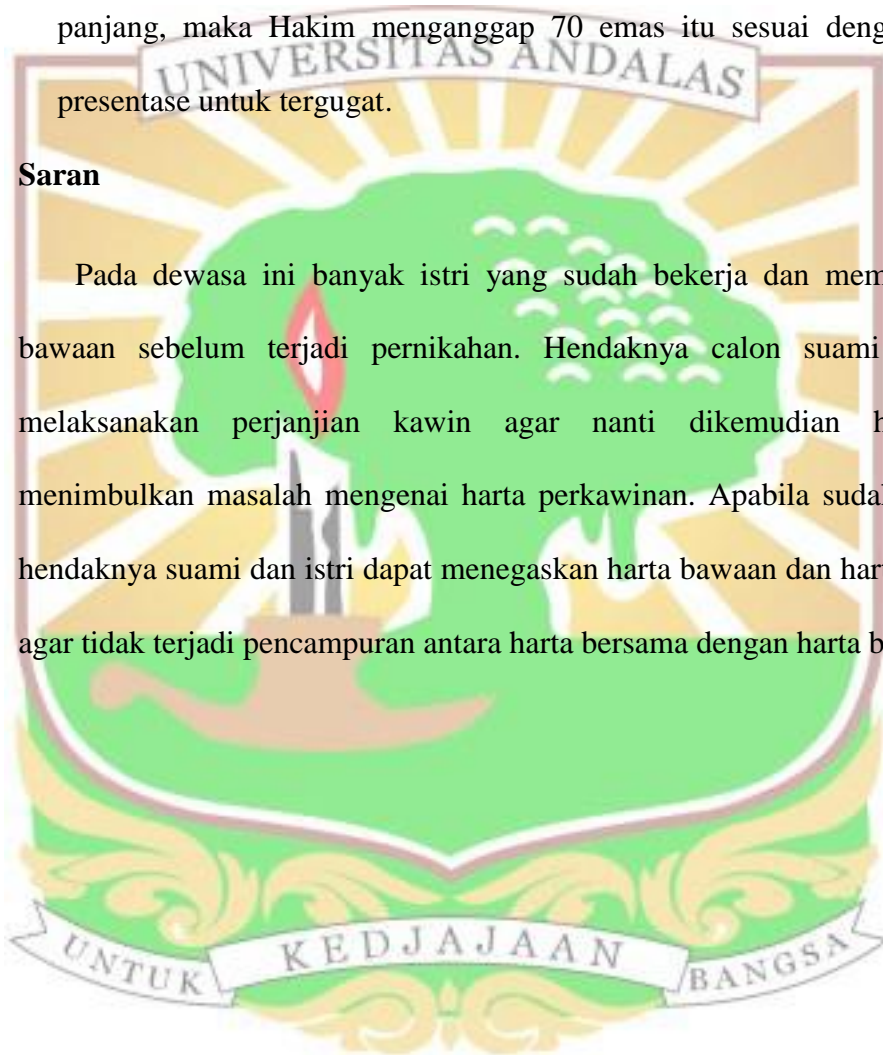 panjang, maka Hakim menganggap 70 emas itu sesuai deng
UNIVERSITAS ANDALAS
presentase untuk tergugat.
Saran
Pada dewasa ini banyak istri yang sudah bekerja dan mem
bawaan sebelum terjadi pernikahan. Hendaknya calon suami
melaksanakan perjanjian kawin agar nanti dikemudian h
menimbulkan masalah mengenai harta perkawinan. Apabila suda
hendaknya suami dan istri dapat menegaskan harta bawaan dan har
agar tidak terjadi pencampuran antara harta bersama dengan harta b
UNTUK KEDJAJAAN BANGSA